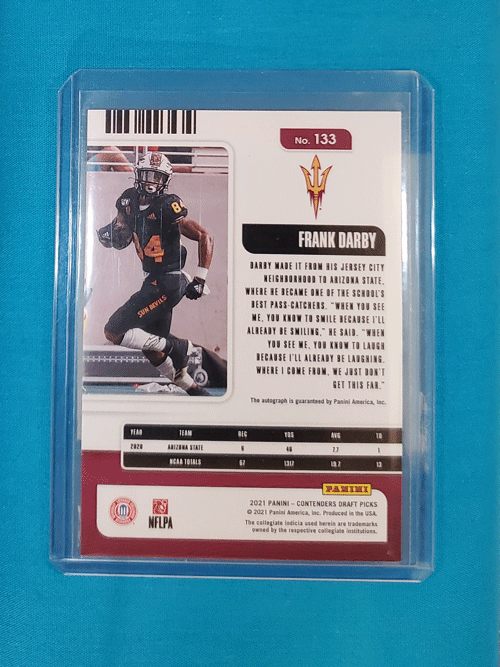 No. 133
84
84
SUN DEVILS
FRANK DARBY
DARBY MADE IT FROM HIS JERSEY CITY
NEIGHBORHOOD TO ARIZONA STATE,
WHERE HE BECAME ONE OF THE SCHOOL'S
BEST PASS-CATCHERS. "WHEN YOU SEE
ME, YOU KNOW TO SMILE BECAUSE I'LL
ALREADY BE SMILING," HE SAID. "WHEN
YOU SEE ME, YOU KNOW TO LAUGH
BECAUSE I'LL ALREADY BE LAUGHING.
WHERE I COME FROM, WE JUST DON'T
GET THIS FAR."
The autograph is guaranteed by Panini America, Inc.
YEAR TEAM REC YDS AVG TD
2020 ARIZONA STATE 6 46 7.7 1
NCAA TOTALS 67 1317 19.7 13
PANINI
NFLPA
2021 PANINI – CONTENDERS DRAFT PICKS
© 2021 Panini America, Inc. Produced in the USA.
The collegiate indicia used herein are trademarks
owned by the respective collegiate institutions.